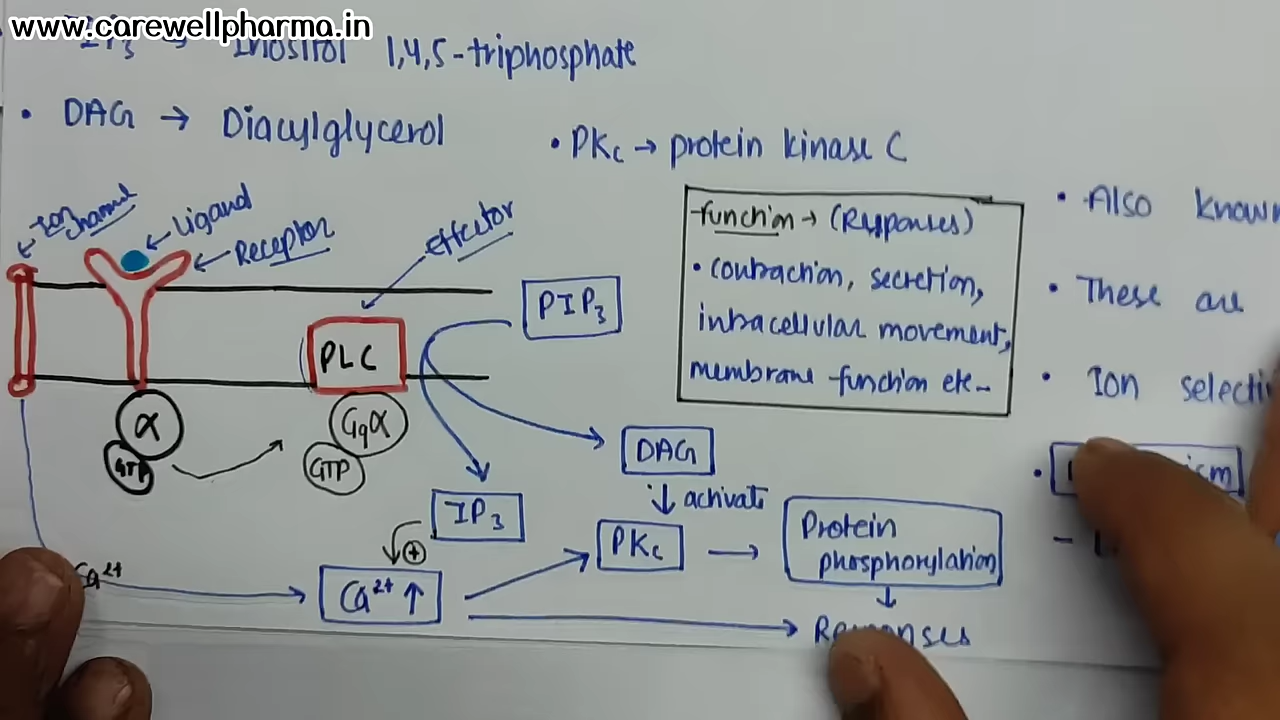 www.carewellpharma.in
IP3 → Inositol 1,4,5-triphosphate
• DAG → Diacylglycerol
• PKc → protein kinase C
Ion channel
Ligand
Receptor
effector
PIP3
PLC
α
GTP
Gqα
GTP
DAG
↓ activate
IP3
+
PKc →
Protein
phosphorylation
Ca2+
Ca2+ ↑
Responses
function → (Responses)
• contraction, secretion,
intracellular movement,
membrane function etc-
• Also known
• These are
• Ion selecti